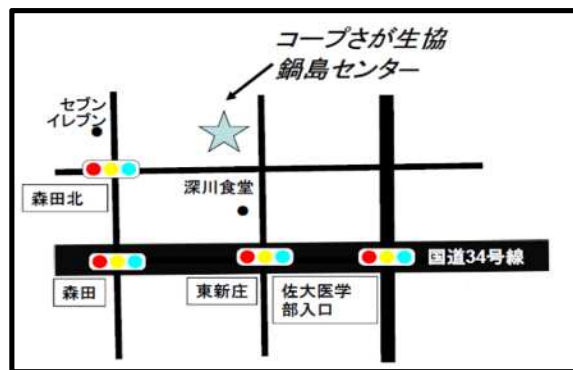 コープさが生協
鍋島センター
セブン
イレブン
森田北
深川食堂
国道34号線
森田
東新庄
佐大医学
部入口